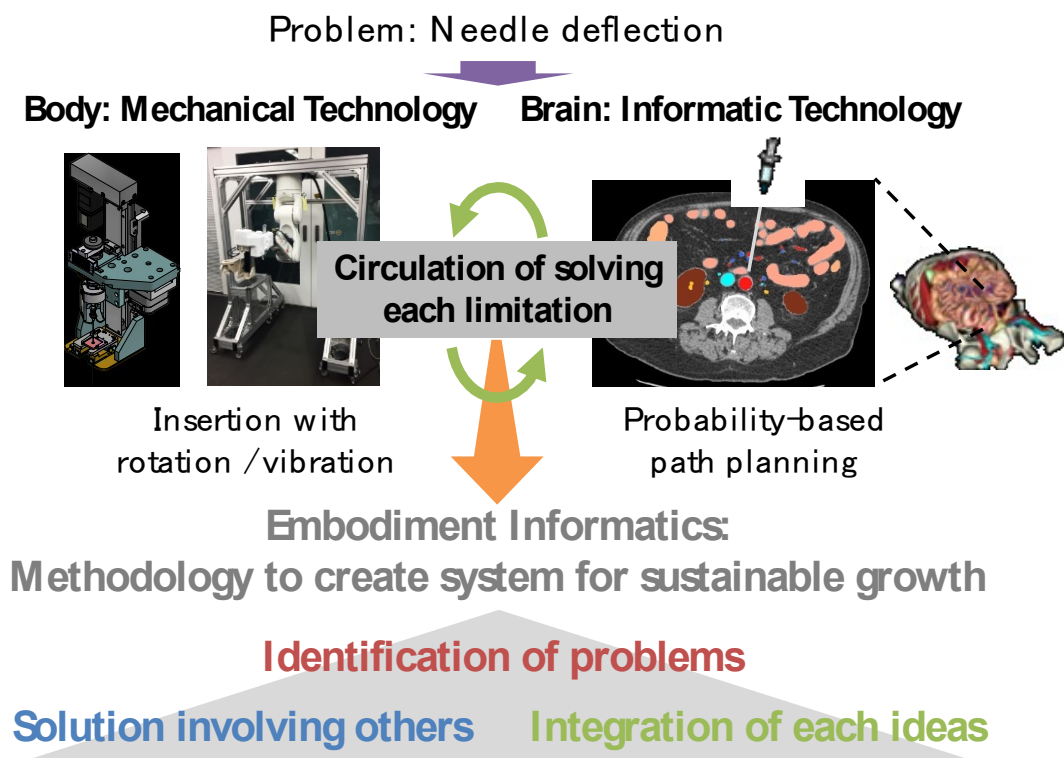 Problem: Needle deflection
Body: Mechanical Technology
Brain: Informatic Technology
Circulation of solving
each limitation
Insertion with
rotation /vibration
Probability-based
path planning
Embodiment Informatics:
Methodology to create system for sustainable growth
Identification of problems
Solution involving others
Integration of each ideas